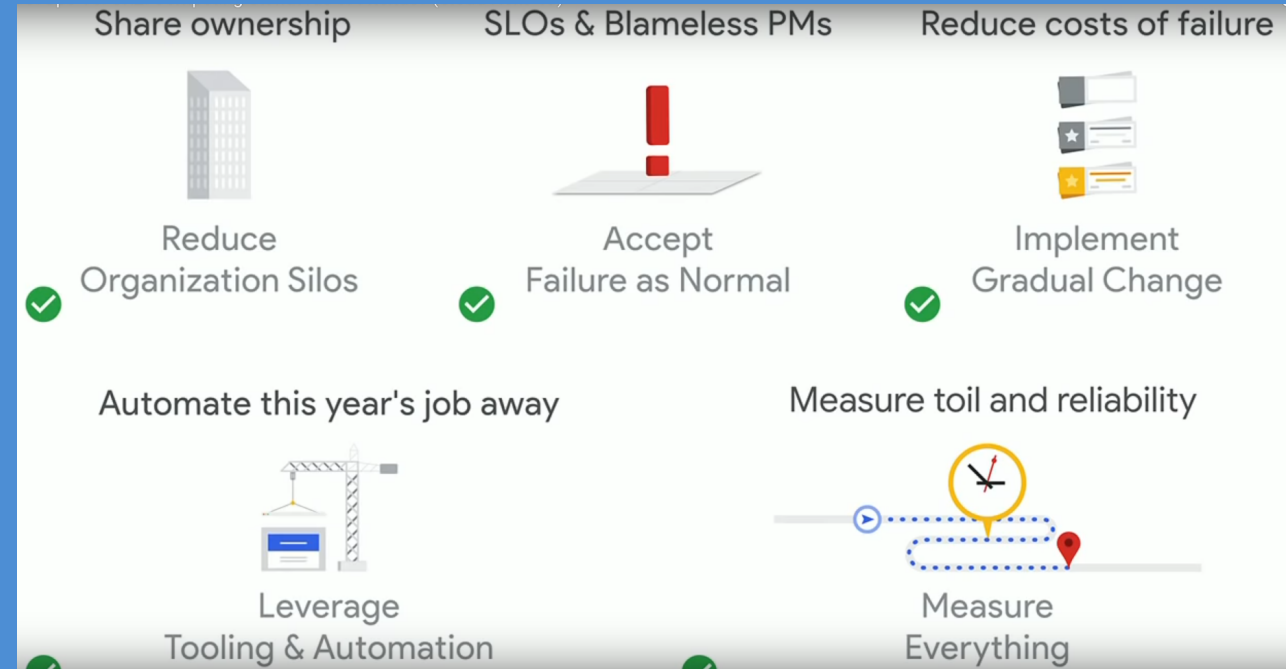 Share ownership
SLOs & Blameless PMs
Reduce costs of failure
Reduce
Organization Silos
Accept
Failure as Normal
Implement
Gradual Change
Automate this year's job away
Measure toil and reliability
Leverage
Tooling & Automation
Measure
Everything